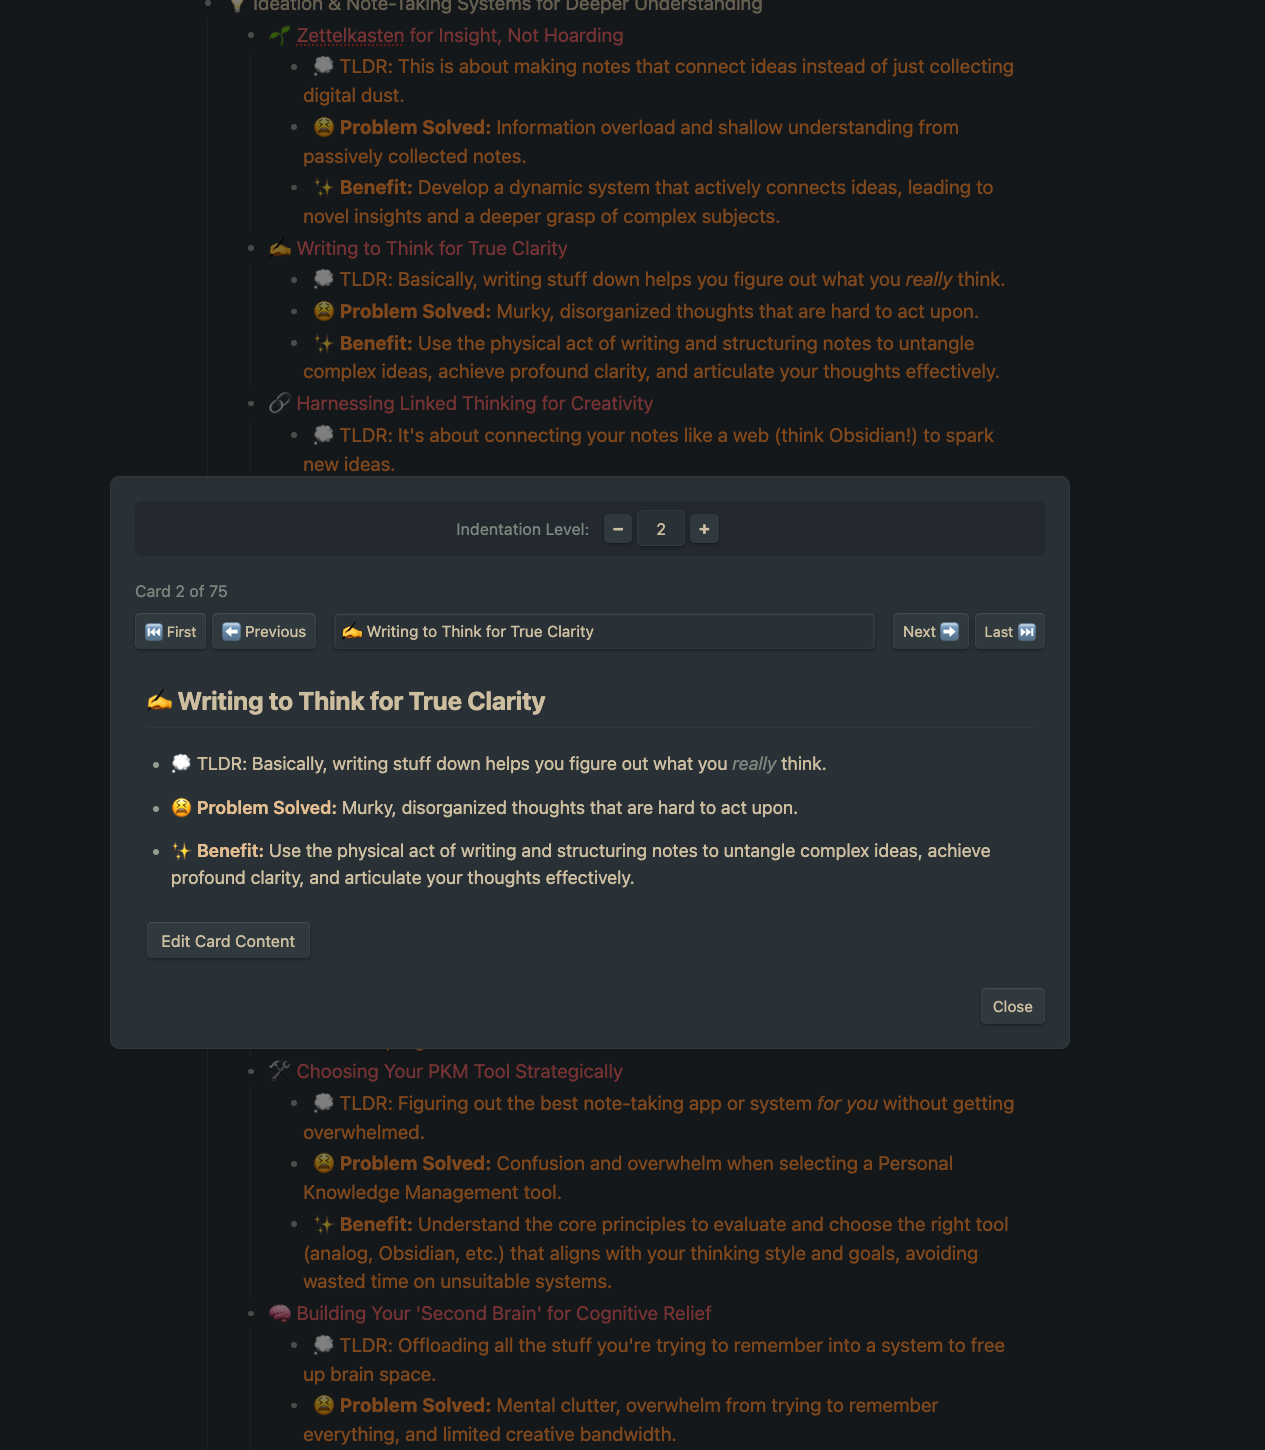 💡 Ideation & Note-Taking Systems for Deeper Understanding
🌱 Zettelkasten for Insight, Not Hoarding
💭 TLDR: This is about making notes that connect ideas instead of just collecting
digital dust.
😫 Problem Solved: Information overload and shallow understanding from
passively collected notes.
✨ Benefit: Develop a dynamic system that actively connects ideas, leading to
novel insights and a deeper grasp of complex subjects.
✍️ Writing to Think for True Clarity
💭 TLDR: Basically, writing stuff down helps you figure out what you really think.
😫 Problem Solved: Murky, disorganized thoughts that are hard to act upon.
✨ Benefit: Use the physical act of writing and structuring notes to untangle
complex ideas, achieve profound clarity, and articulate your thoughts effectively.
🔗 Harnessing Linked Thinking for Creativity
💭 TLDR: It's about connecting your notes like a web (think Obsidian!) to spark
new ideas.
Indentation Level: − 2 +
Card 2 of 75
⏮️ First ⬅️ Previous ✍️ Writing to Think for True Clarity Next ➡️ Last ⏭️
✍️ Writing to Think for True Clarity
💭 TLDR: Basically, writing stuff down helps you figure out what you really think.
😫 Problem Solved: Murky, disorganized thoughts that are hard to act upon.
✨ Benefit: Use the physical act of writing and structuring notes to untangle complex ideas, achieve
profound clarity, and articulate your thoughts effectively.
Edit Card Content
Close
🛠️ Choosing Your PKM Tool Strategically
💭 TLDR: Figuring out the best note-taking app or system for you without getting
overwhelmed.
😫 Problem Solved: Confusion and overwhelm when selecting a Personal
Knowledge Management tool.
✨ Benefit: Understand the core principles to evaluate and choose the right tool
(analog, Obsidian, etc.) that aligns with your thinking style and goals, avoiding
wasted time on unsuitable systems.
🧠 Building Your 'Second Brain' for Cognitive Relief
💭 TLDR: Offloading all the stuff you're trying to remember into a system to free
up brain space.
😫 Problem Solved: Mental clutter, overwhelm from trying to remember
everything, and limited creative bandwidth.